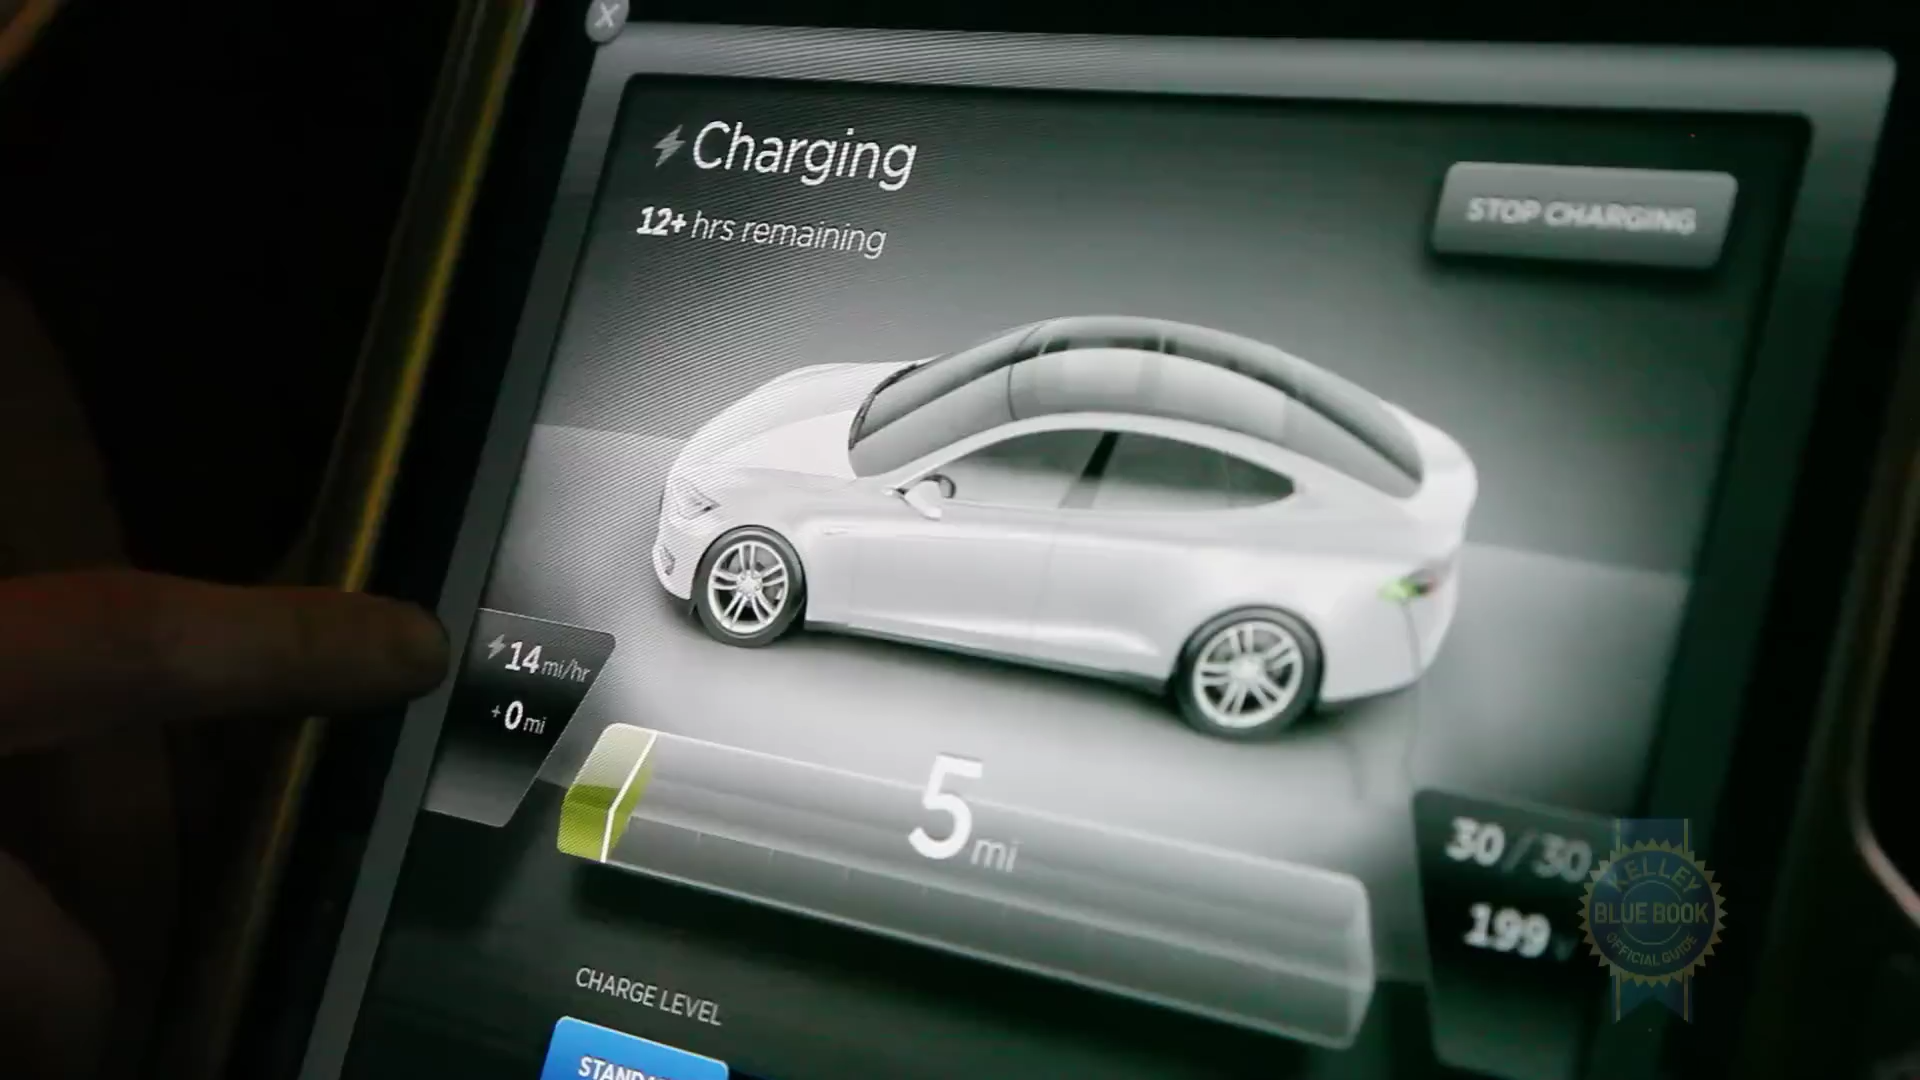 X
Charging
12+ hrs remaining
STOP CHARGING
14 mi/hr
+0 mi
5 mi
30 / 30
199
CHARGE LEVEL
KELLEY
BLUE BOOK
OFFICIAL GUIDE